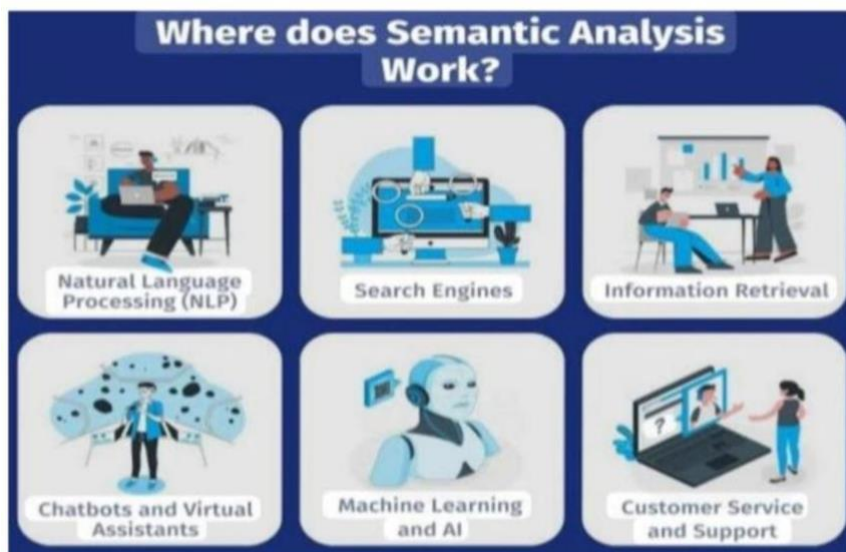 Where does Semantic Analysis
Work?
Natural Language
Processing (NLP)
Search Engines
Information Retrieval
Chatbots and Virtual
Assistants
Machine Learning
and AI
?
Customer Service
and Support